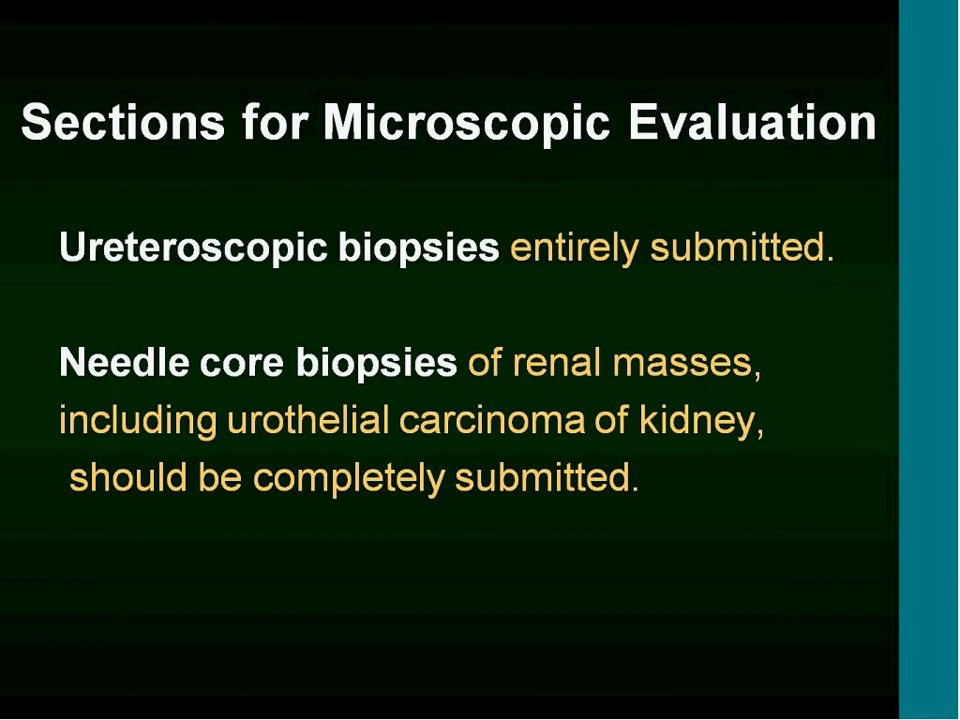 Sections for Microscopic Evaluation
Ureteroscopic biopsies entirely submitted.
Needle core biopsies of renal masses,
including urothelial carcinoma of kidney,
should be completely submitted.